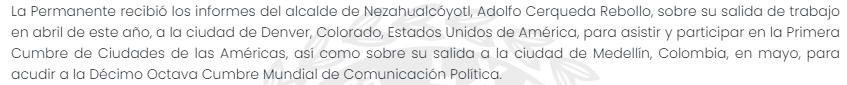 La Permanente recibió los informes del alcalde de Nezahualcóyotl, Adolfo Cerqueda Rebollo, sobre su salida de trabajo
en abril de este año, a la ciudad de Denver, Colorado, Estados Unidos de América, para asistir y participar en la Primera
Cumbre de Ciudades de las Américas, así como sobre su salida a la ciudad de Medellín, Colombia, en mayo, para
acudir a la Décimo Octava Cumbre Mundial de Comunicación Política.